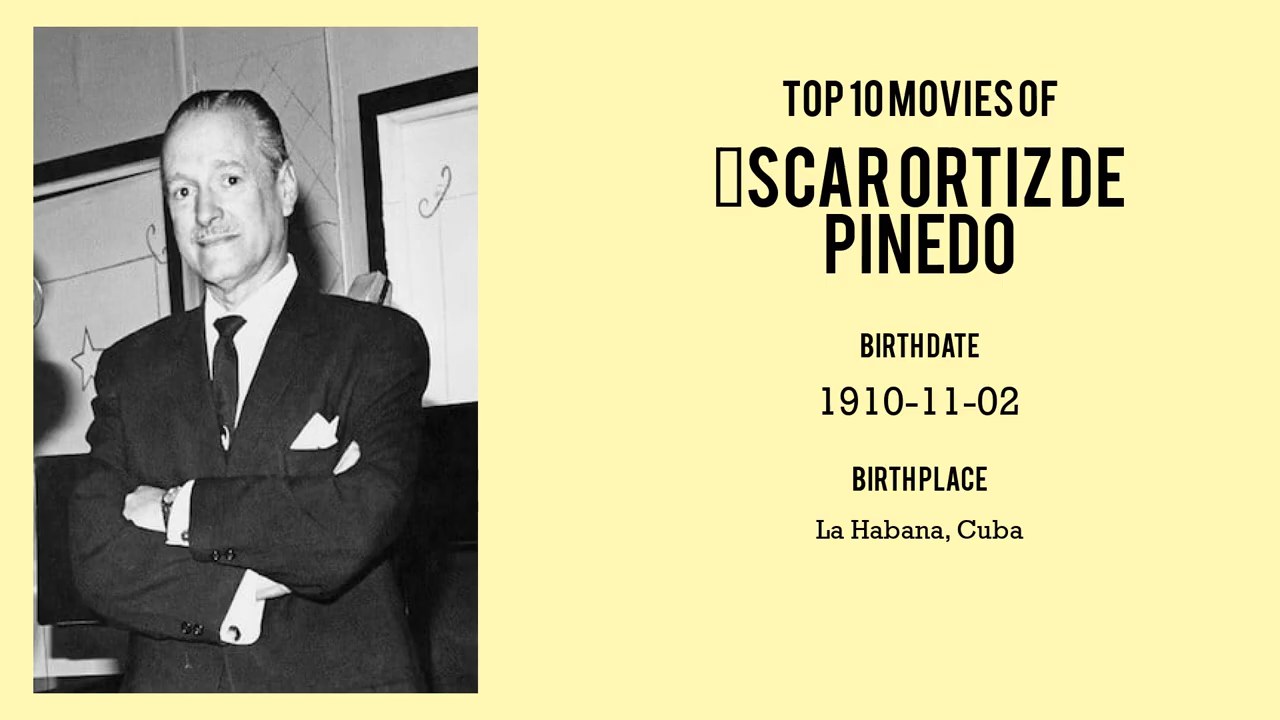 TOP 10 MOVIES OF
▯SCAR ORTIZ DE
PINEDO
BIRTHDATE
1910-11-02
BIRTHPLACE
La Habana, Cuba